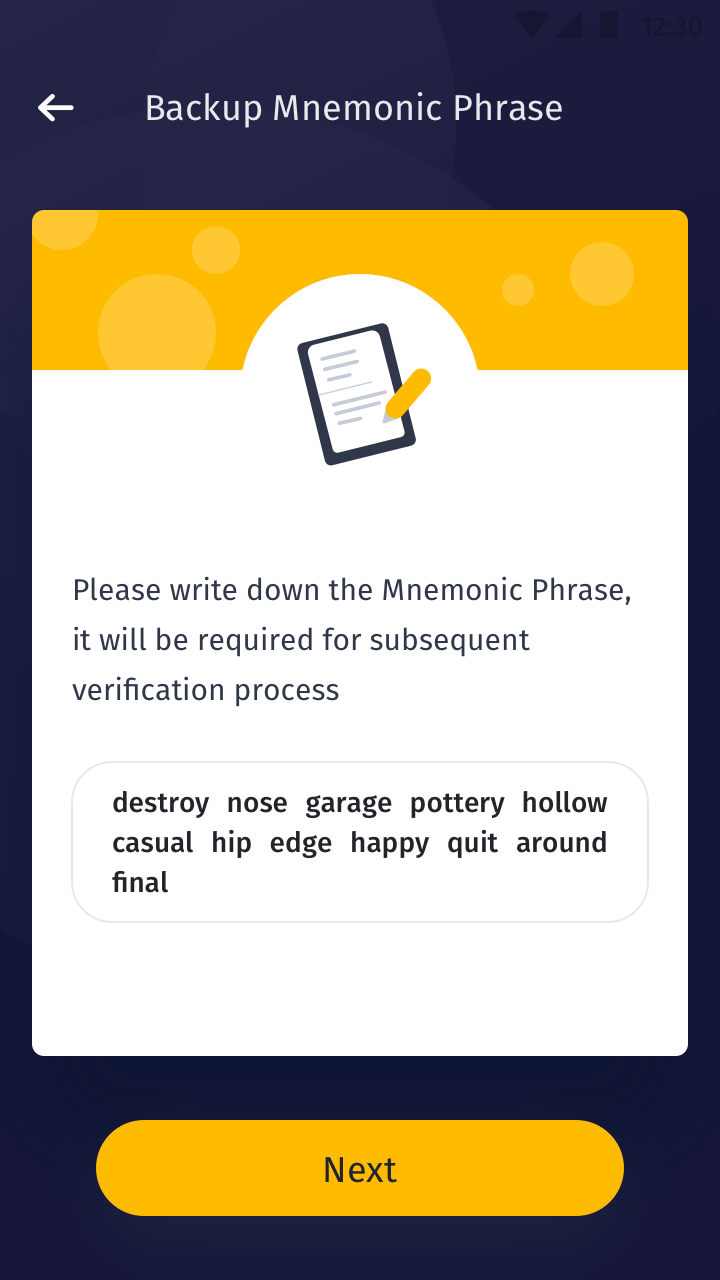 12:30
Backup Mnemonic Phrase
Please write down the Mnemonic Phrase,
it will be required for subsequent
verification process
destroy nose garage pottery hollow
casual hip edge happy quit around
final
Next